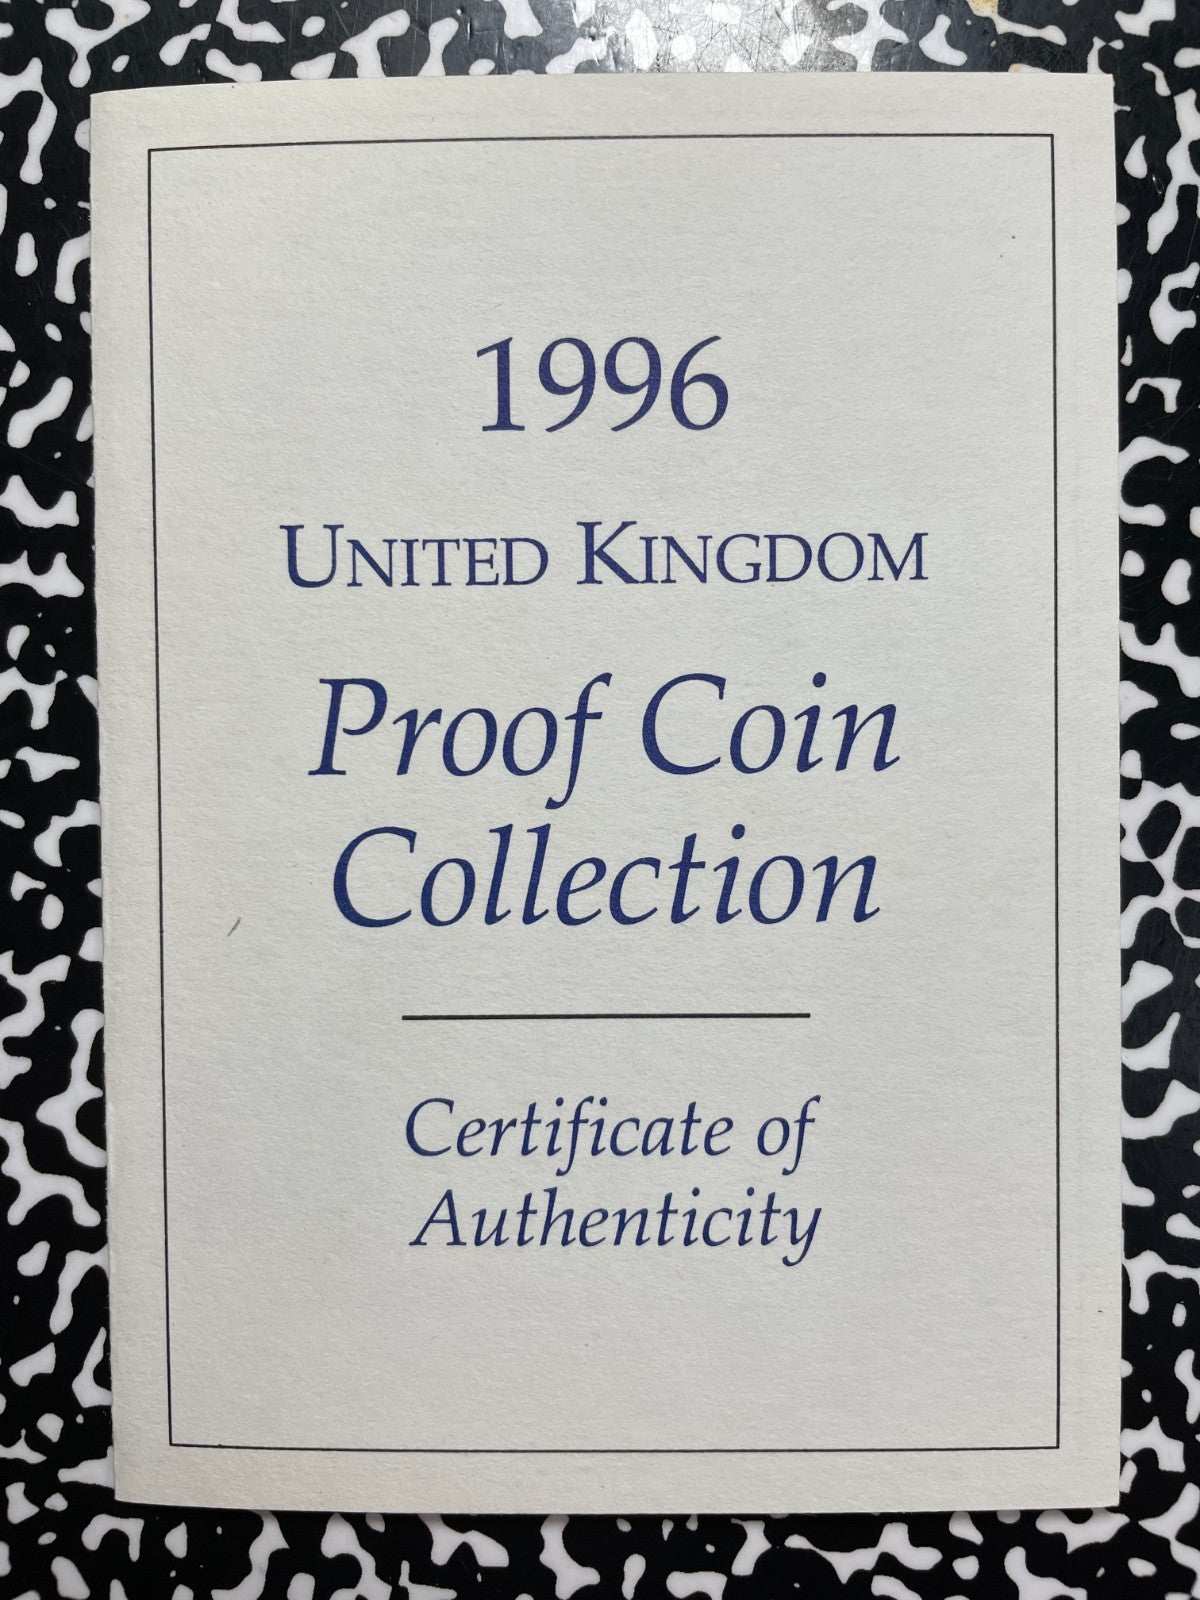 1996
UNITED KINGDOM
Proof Coin
Collection
Certificate of
Authenticity